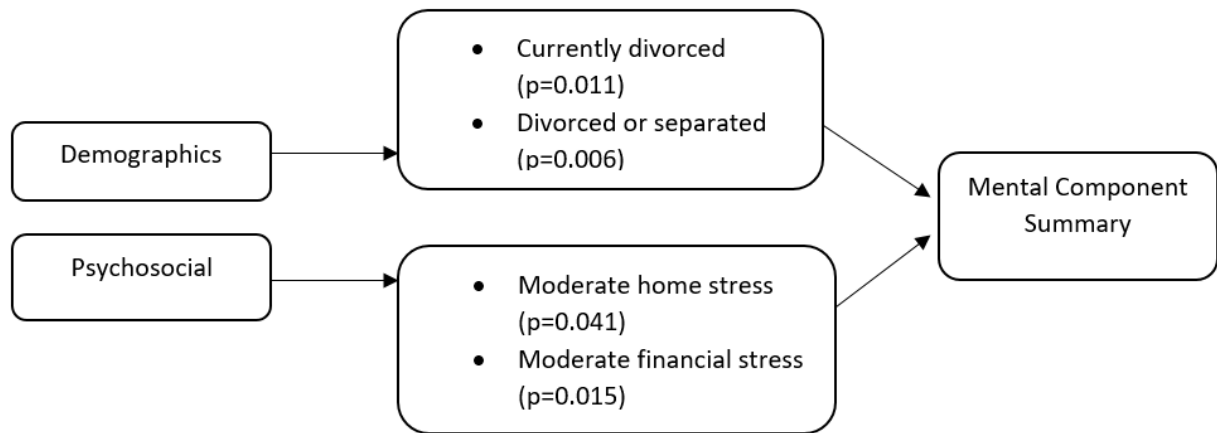 Demographics
• Currently divorced
(p=0.011)
• Divorced or separated
(p=0.006)
Psychosocial
• Moderate home stress
(p=0.041)
• Moderate financial stress
(p=0.015)
Mental Component
Summary